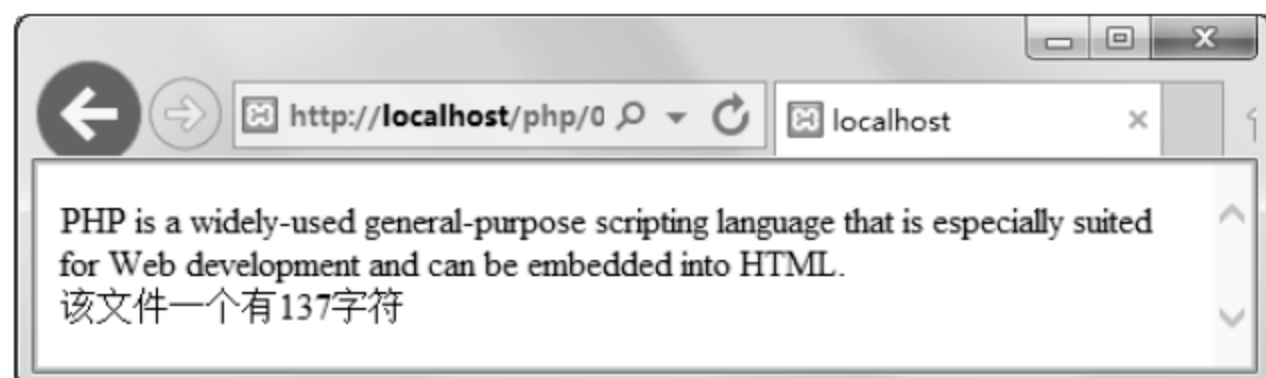 http://localhost/php/0
localhost
PHP is a widely-used general-purpose scripting language that is especially suited
for Web development and can be embedded into HTML.
该文件一个有137字符